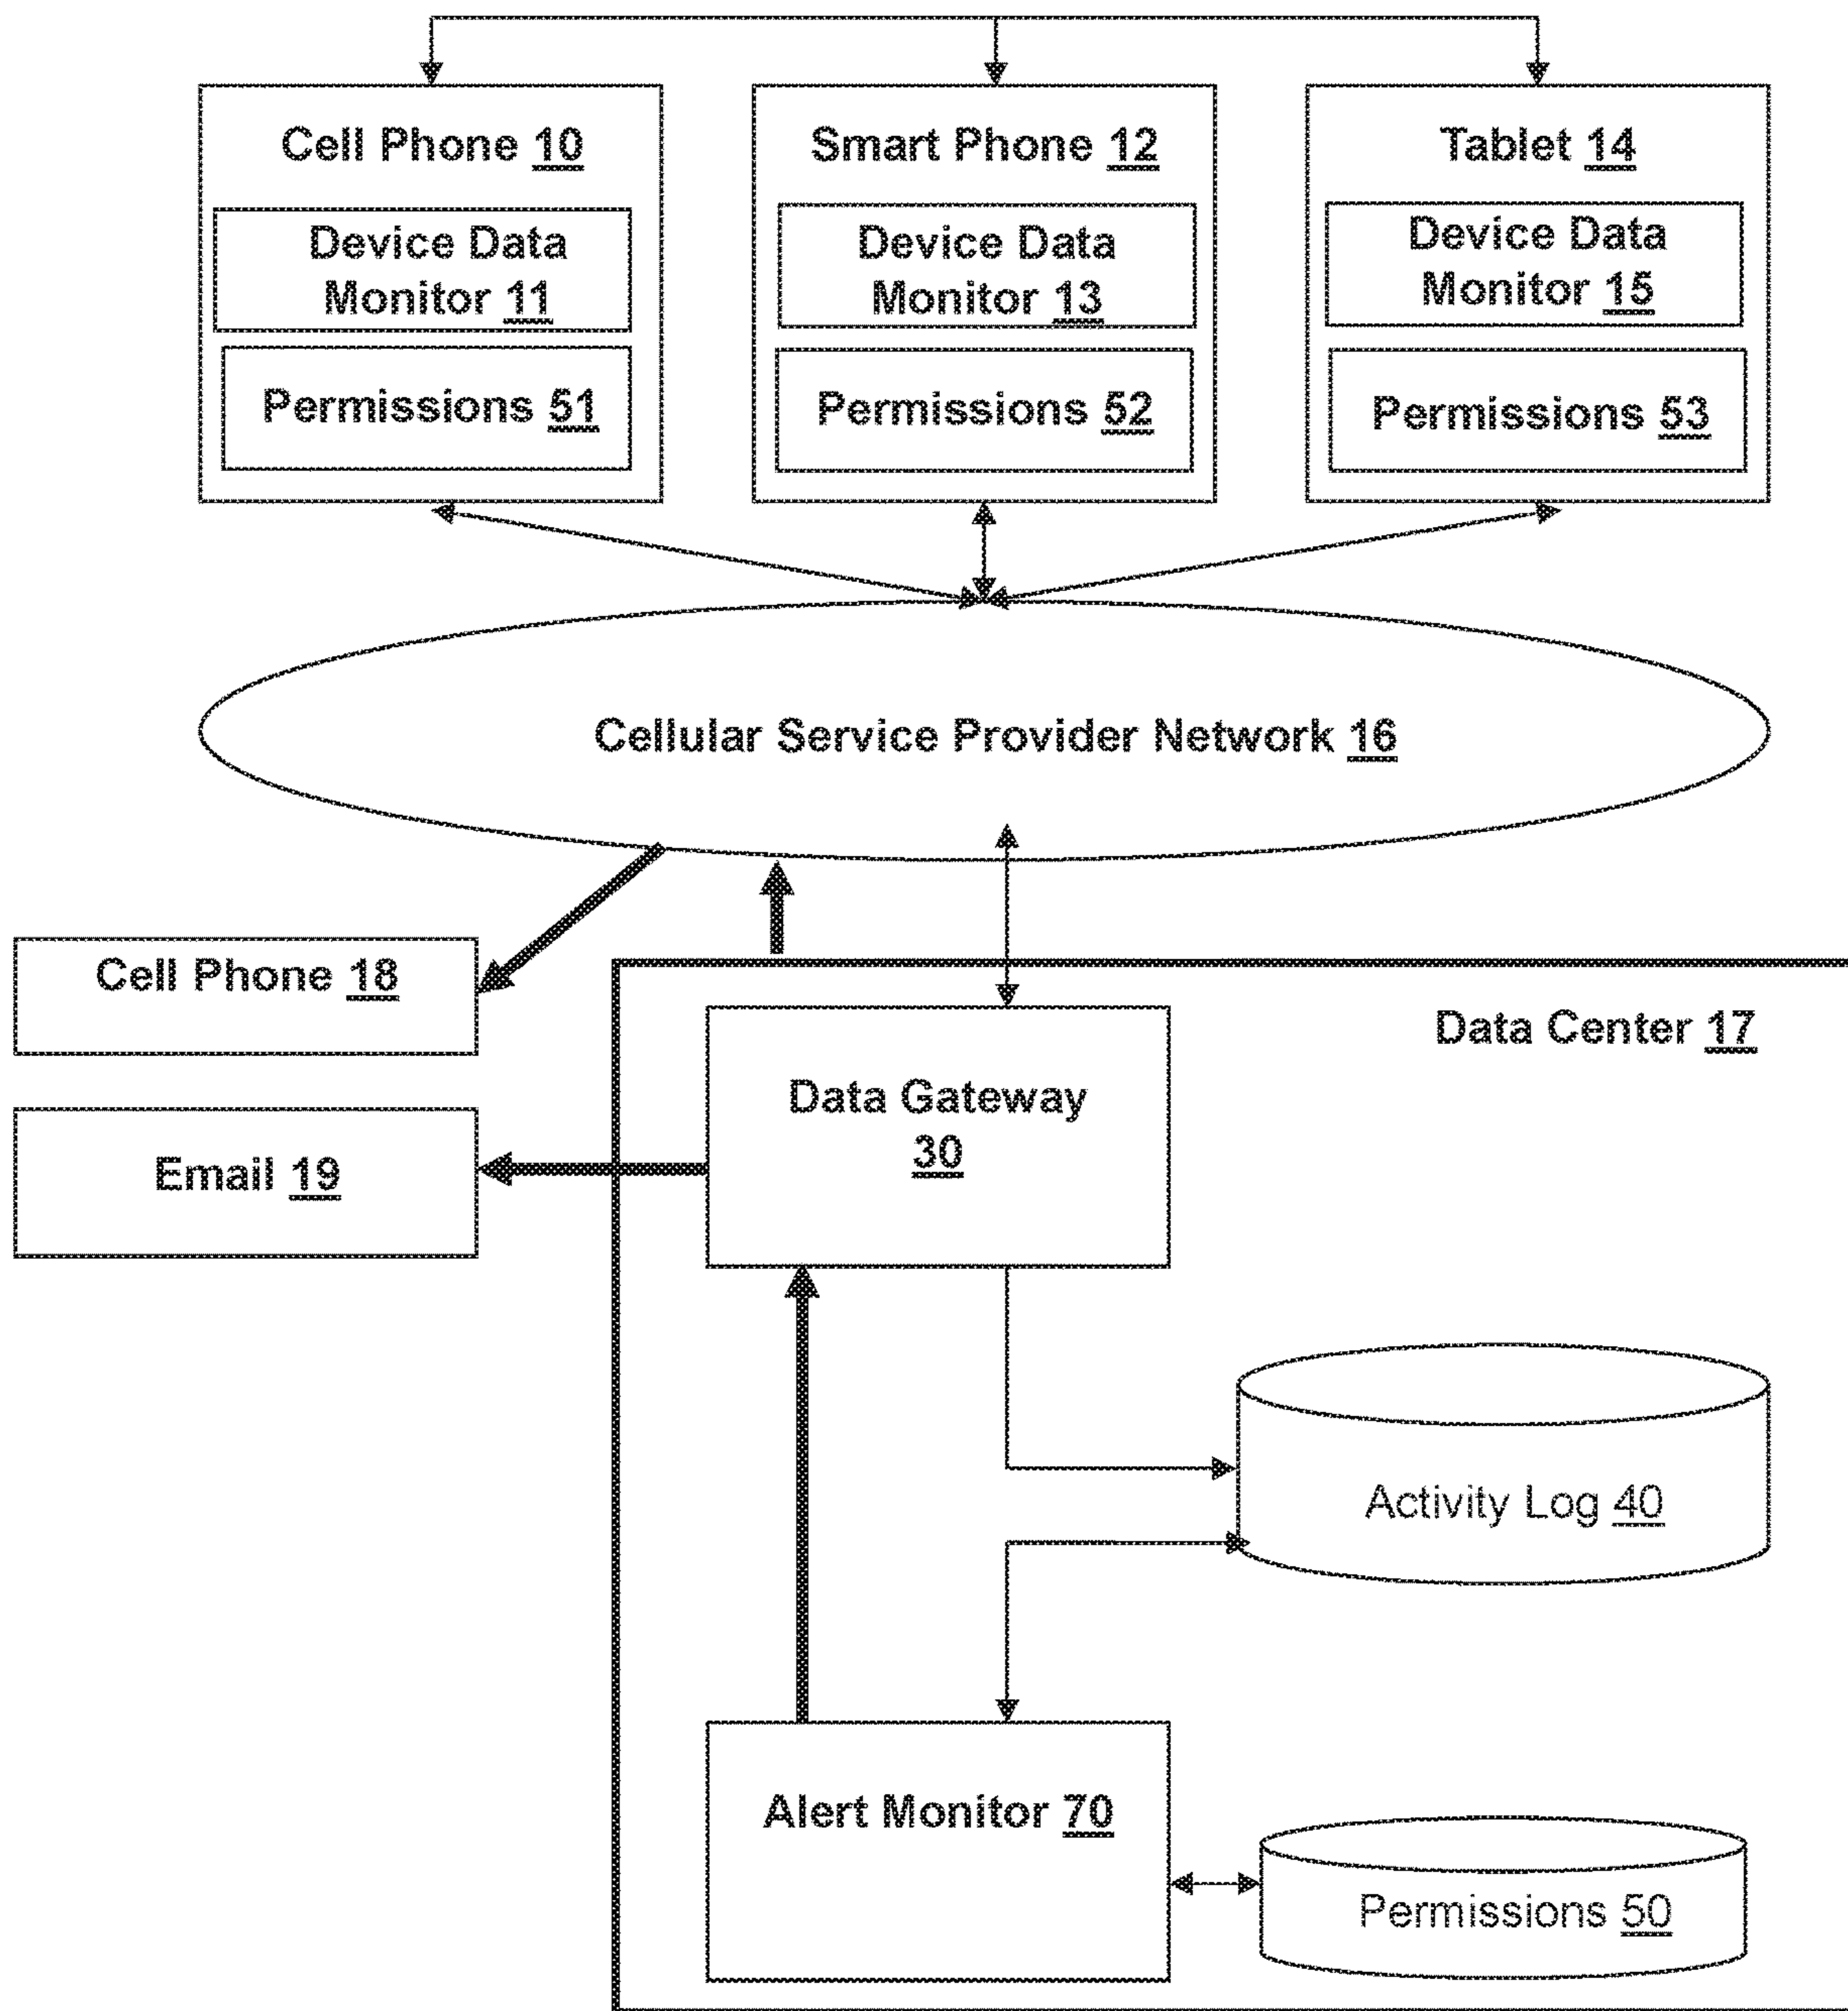 Cell Phone 10
Device Data
Monitor 11
Permissions 51
Smart Phone 12
Device Data
Monitor 13
Permissions 52
Tablet 14
Device Data
Monitor 15
Permissions 53
Cellular Service Provider Network 16
Cell Phone 18
Email 19
Data Center 17
Data Gateway
30
Activity Log 40
Alert Monitor 70
Permissions 50